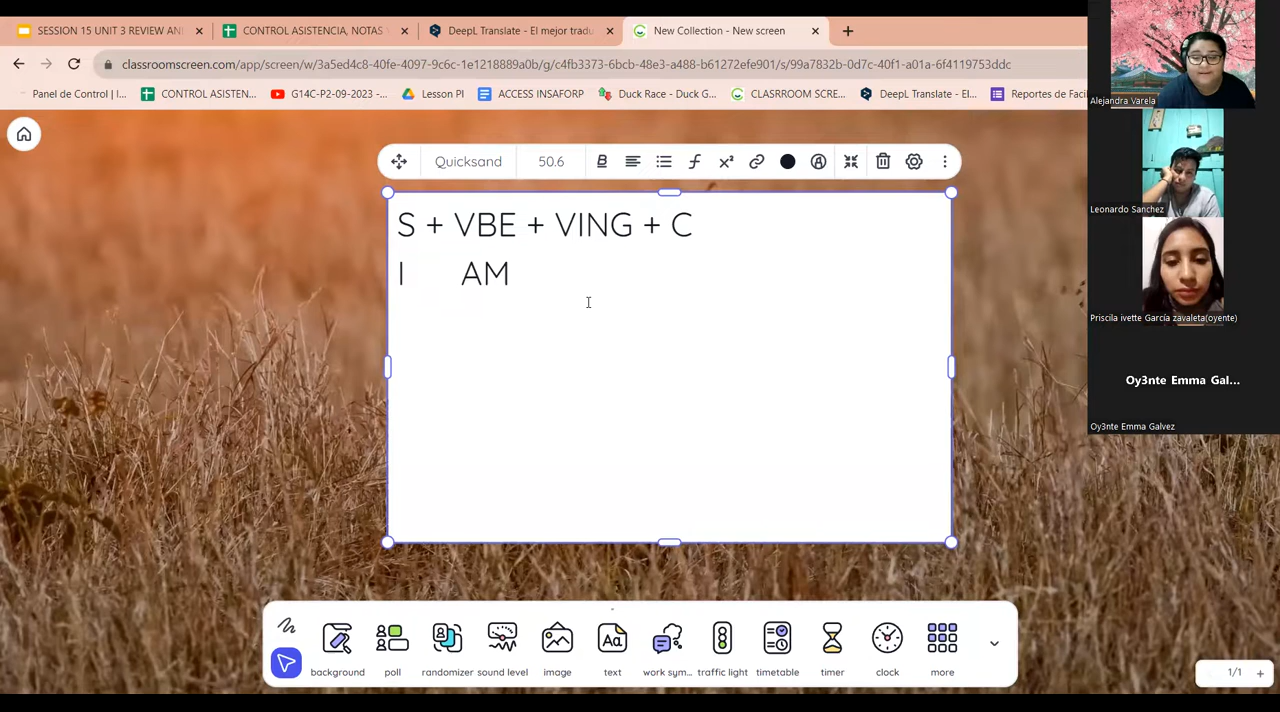 SESSION 15 UNIT 3 REVIEW AN
CONTROL ASISTENCIA, NOTAS
DeepL Translate - El mejor tradu
New Collection - New screen
classroomscreen.com/app/screen/w/3a5ed4c8-40fe-4097-9c6c-1e12185b9a0b/g/c4fb3373-6bcb-48e3-a488-b61272efe901/s/99a7832b-0d7c-40f1-a01a-6f4119753ddc
Panel de Control | I...
CONTROL ASISTEN...
G14C-P2-09-2023 -...
Lesson PI
ACCESS INSAFORP
Duck Race - Duck G...
CLASRROOM SCRE...
DeepL Translate - El...
Reportes de Facil
Alejandra Varela
Leonardo Sanchez
Priscila ivette García zavaleta(oyente)
Oy3nte Emma Gal...
Oy3nte Emma Galvez
Quicksand
50.6
B
S + VBE + VING + C
I AM
background
poll
randomizer
sound level
image
text
work sym...
traffic light
timetable
timer
clock
more
1/1